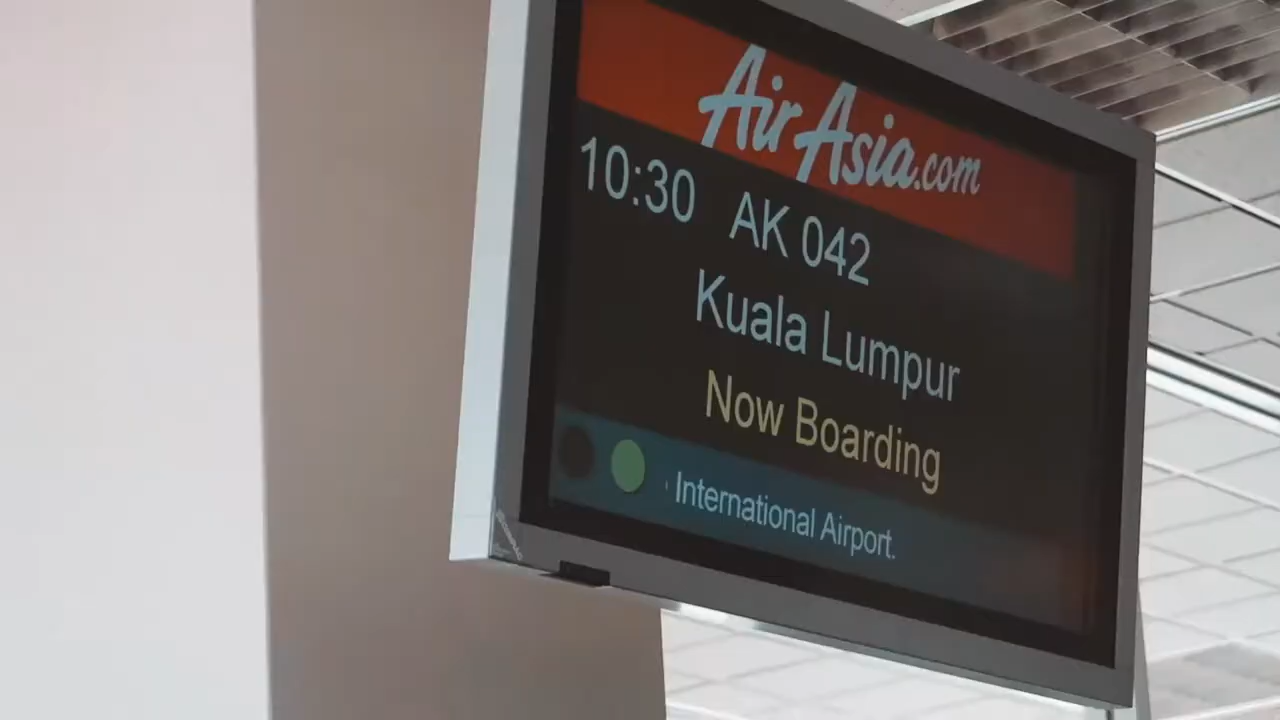 AirAsia.com
10:30 AK 042
Kuala Lumpur
Now Boarding
International Airport.